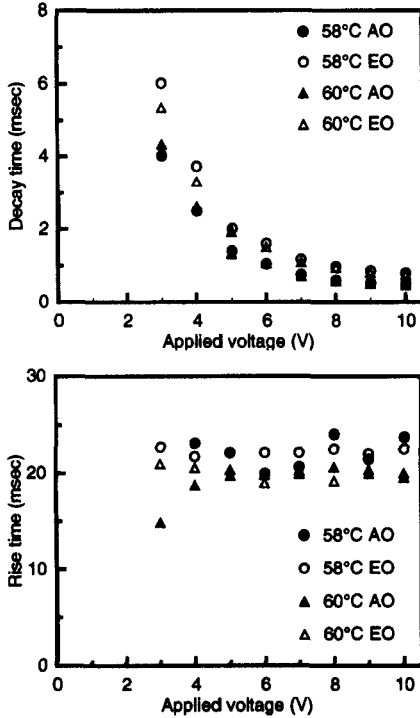 8
6
4
2
0
Decay time (msec)
58°C AO
58°C EO
60°C AO
60°C EO
0 2 4 6 8 10
Applied voltage (V)
30
20
10
0
Rise time (msec)
58°C AO
58°C EO
60°C AO
60°C EO
0 2 4 6 8 10
Applied voltage (V)